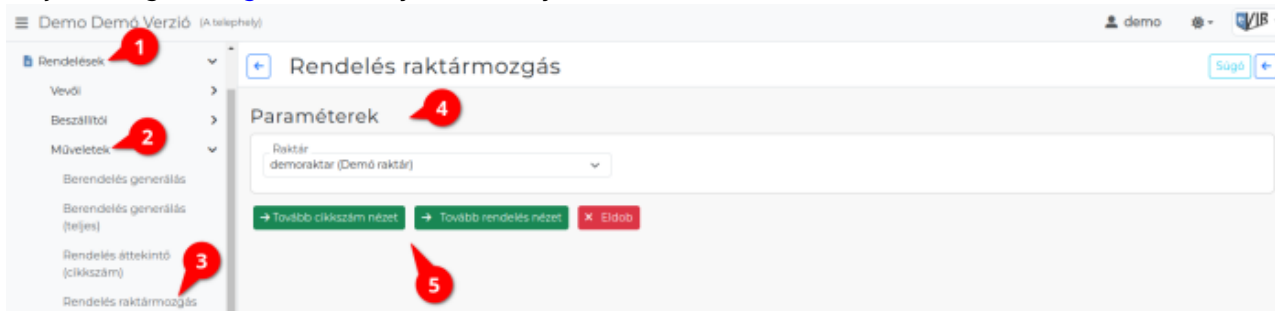 Demo Demó Verzió (A telephely)
demo
VIR
1
Rendelések
Rendelés raktármozgás
Súgó
Vevői
Beszállítói
Paraméterek
4
2
Műveletek
Raktár
demoraktar (Demó raktár)
Berendelés generálás
Berendelés generálás
(teljes)
→ Tovább cikkszám nézet
→ Tovább rendelés nézet
× Eldob
Rendelés áttekintő
(cikkszám)
3
5
Rendelés raktármozgás